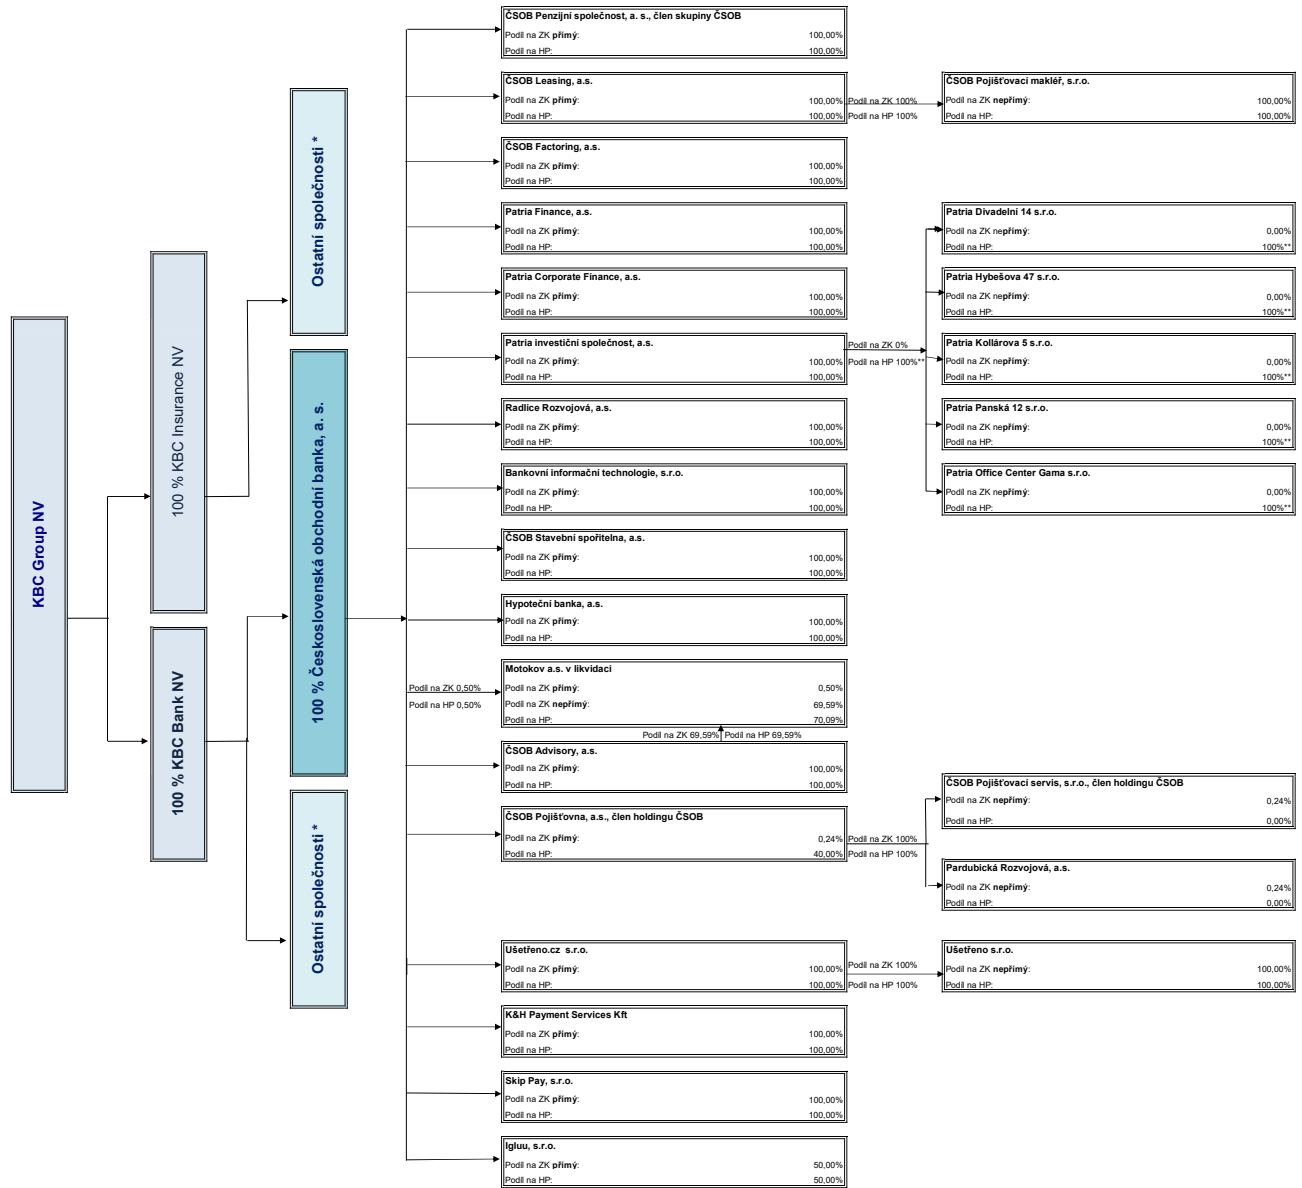 KBC Group NV
100 % KBC Insurance NV
100 % KBC Bank NV
Ostatní společnosti *
100 % Československá obchodní banka, a. s.
Ostatní společnosti *
ČSOB Penzijní společnost, a. s., člen skupiny ČSOB
Podíl na ZK přímý: 100,00%
Podíl na HP: 100,00%
ČSOB Leasing, a.s.
Podíl na ZK přímý: 100,00%
Podíl na HP: 100,00%
Podíl na ZK 100%
Podíl na HP 100%
ČSOB Pojišťovací makléř, s.r.o.
Podíl na ZK nepřímý: 100,00%
Podíl na HP: 100,00%
ČSOB Factoring, a.s.
Podíl na ZK přímý: 100,00%
Podíl na HP: 100,00%
Patria Finance, a.s.
Podíl na ZK přímý: 100,00%
Podíl na HP: 100,00%
Patria Corporate Finance, a.s.
Podíl na ZK přímý: 100,00%
Podíl na HP: 100,00%
Patria investiční společnost, a.s.
Podíl na ZK přímý: 100,00%
Podíl na HP: 100,00%
Podíl na ZK 0%
Podíl na HP 100%**
Patria Divadelní 14 s.r.o.
Podíl na ZK nepřímý: 0,00%
Podíl na HP: 100%**
Patria Hybešova 47 s.r.o.
Podíl na ZK nepřímý: 0,00%
Podíl na HP: 100%**
Patria Kollárova 5 s.r.o.
Podíl na ZK nepřímý: 0,00%
Podíl na HP: 100%**
Patria Panská 12 s.r.o.
Podíl na ZK nepřímý: 0,00%
Podíl na HP: 100%**
Patria Office Center Gama s.r.o.
Podíl na ZK nepřímý: 0,00%
Podíl na HP: 100%**
Radlice Rozvojová, a.s.
Podíl na ZK přímý: 100,00%
Podíl na HP: 100,00%
Bankovní informační technologie, s.r.o.
Podíl na ZK přímý: 100,00%
Podíl na HP: 100,00%
ČSOB Stavební spořitelna, a.s.
Podíl na ZK přímý: 100,00%
Podíl na HP: 100,00%
Hypoteční banka, a.s.
Podíl na ZK přímý: 100,00%
Podíl na HP: 100,00%
Podíl na ZK 0,50%
Podíl na HP 0,50%
Motokov a.s. v likvidaci
Podíl na ZK přímý: 0,50%
Podíl na ZK nepřímý: 69,59%
Podíl na HP: 70,09%
Podíl na ZK 69,59% Podíl na HP 69,59%
ČSOB Advisory, a.s.
Podíl na ZK přímý: 100,00%
Podíl na HP: 100,00%
ČSOB Pojišťovna, a.s., člen holdingu ČSOB
Podíl na ZK přímý: 0,24%
Podíl na HP: 40,00%
Podíl na ZK 100%
Podíl na HP 100%
ČSOB Pojišťovací servis, s.r.o., člen holdingu ČSOB
Podíl na ZK nepřímý: 0,24%
Podíl na HP: 0,00%
Pardubická Rozvojová, a.s.
Podíl na ZK nepřímý: 0,24%
Podíl na HP: 0,00%
Ušetřeno.cz s.r.o.
Podíl na ZK přímý: 100,00%
Podíl na HP: 100,00%
Podíl na ZK 100%
Podíl na HP 100%
Ušetřeno s.r.o.
Podíl na ZK nepřímý: 100,00%
Podíl na HP: 100,00%
K&H Payment Services Kft
Podíl na ZK přímý: 100,00%
Podíl na HP: 100,00%
Skip Pay, s.r.o.
Podíl na ZK přímý: 100,00%
Podíl na HP: 100,00%
Igluu, s.r.o.
Podíl na ZK přímý: 50,00%
Podíl na HP: 50,00%